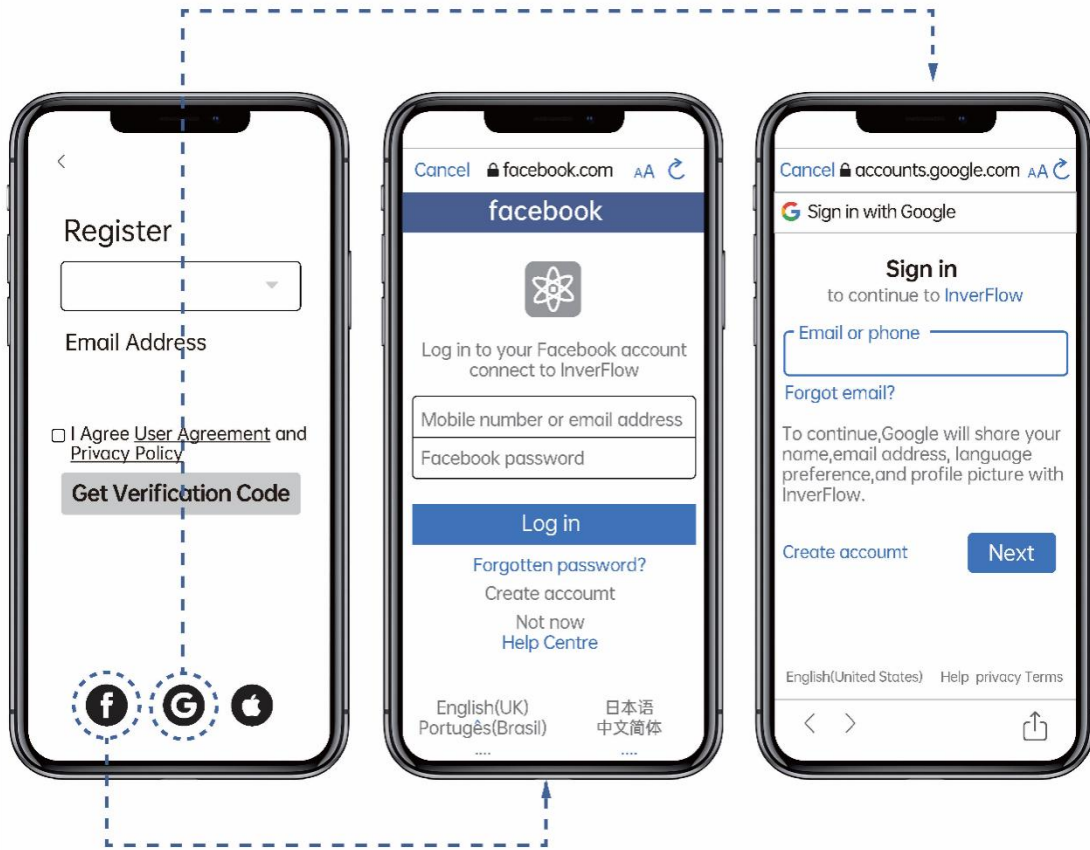 Register
Email Address
I Agree User Agreement and
Privacy Policy
Get Verification Code
Cancel facebook.com AA
facebook
Log in to your Facebook account
connect to InverFlow
Mobile number or email address
Facebook password
Log in
Forgotten password?
Create accoumt
Not now
Help Centre
English(UK) 日本语
Portugês(Brasil) 中文简体
.... ....
Cancel accounts.google.com AA
Sign in with Google
Sign in
to continue to InverFlow
Email or phone
Forgot email?
To continue,Google will share your
name,email address, language
preference,and profile picture with
InverFlow.
Create accoumt Next
English(United States) Help privacy Terms